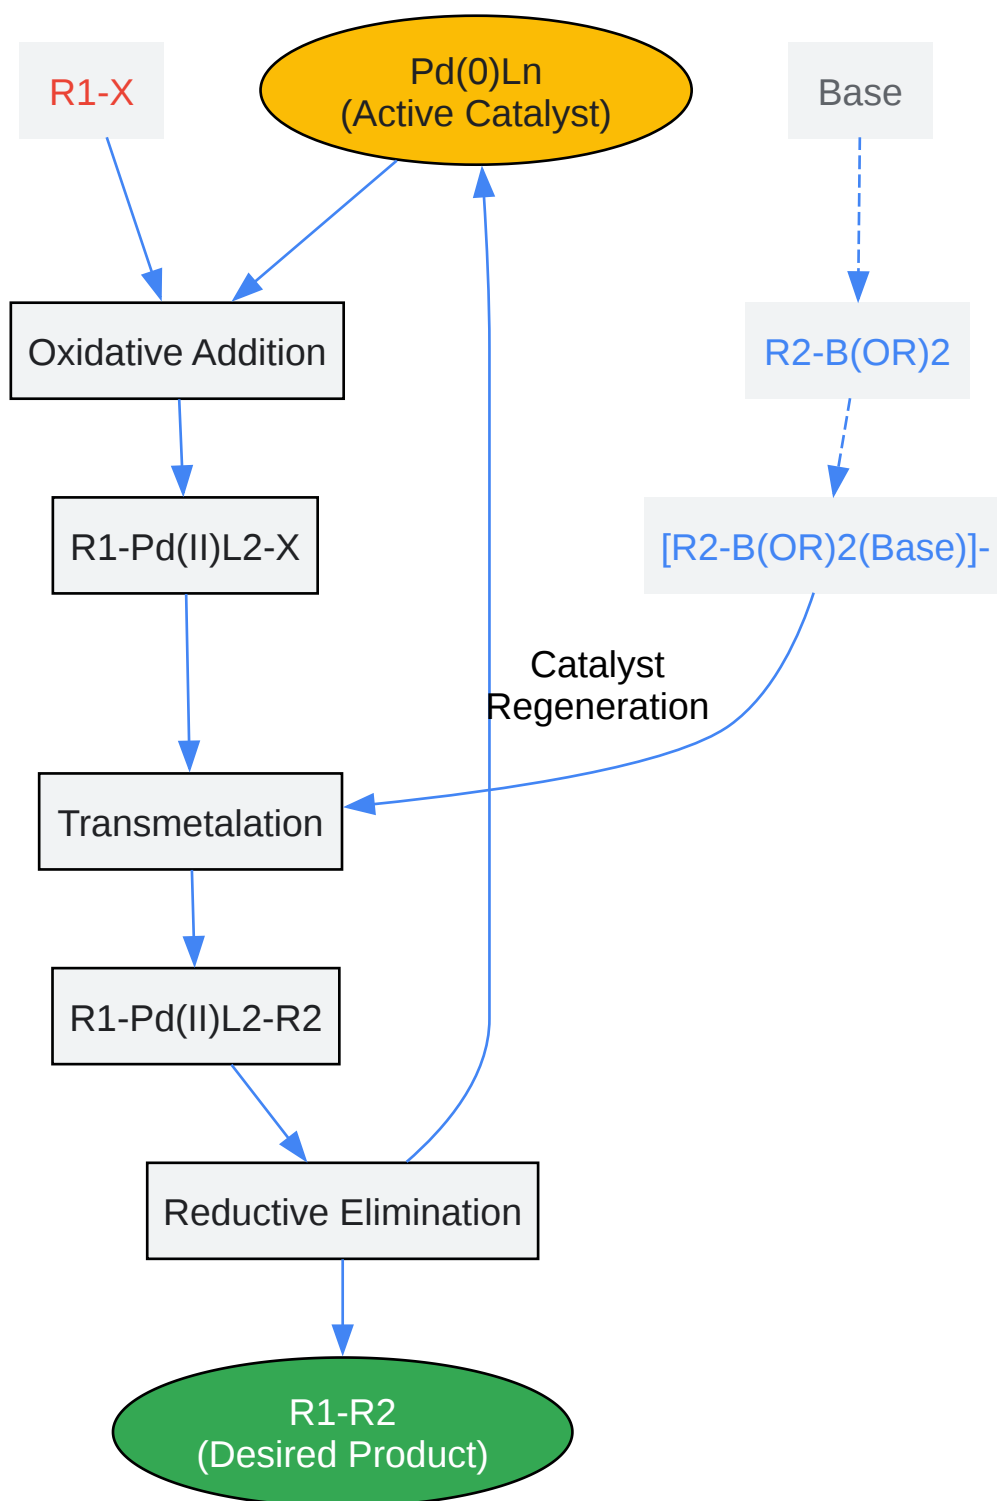 R1-X
Pd(0)Ln
(Active Catalyst)
Base
Oxidative Addition
R2-B(OR)2
R1-Pd(II)L2-X
[R2-B(OR)2(Base)]-
Catalyst
Regeneration
Transmetalation
R1-Pd(II)L2-R2
Reductive Elimination
R1-R2
(Desired Product)